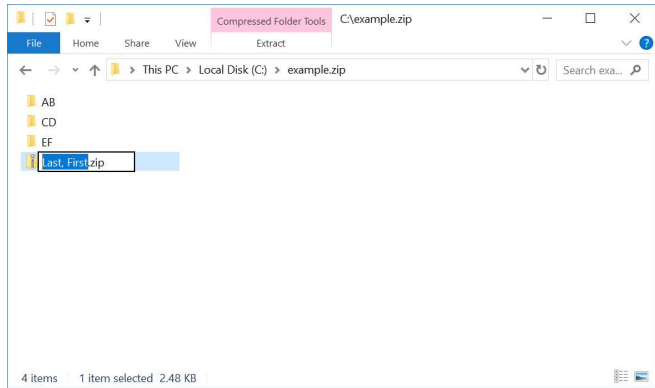 Compressed Folder Tools C:\example.zip
File Home Share View Extract
This PC > Local Disk (C:) > example.zip Search exa...
AB
CD
EF
Last, First.zip
4 items 1 item selected 2.48 KB